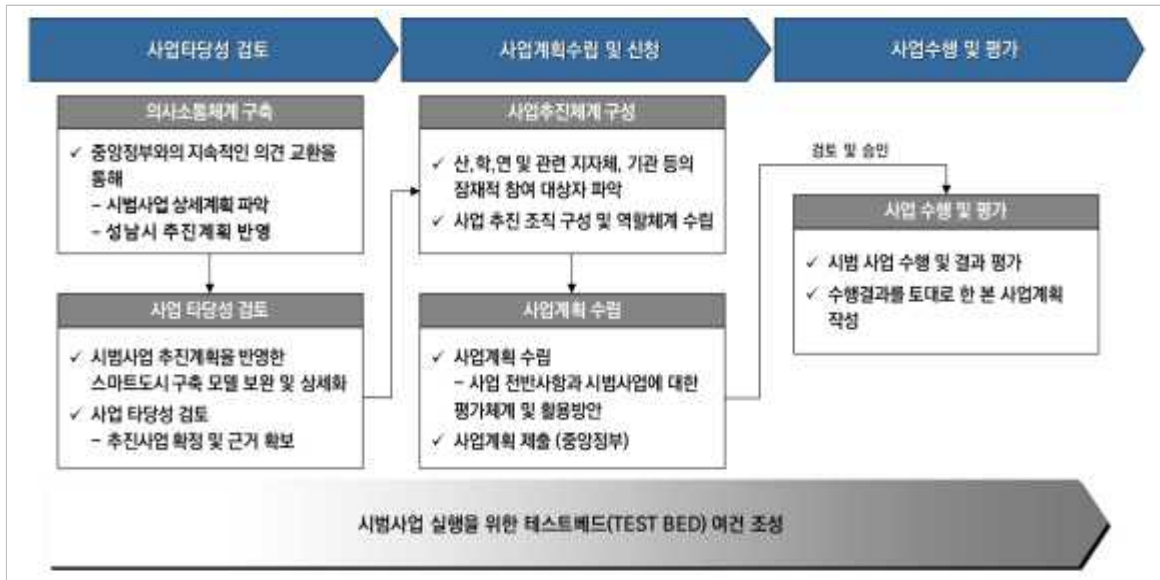 사업타당성 검토
사업계획수립 및 신청
사업수행 및 평가
의사소통체계 구축
✓ 중앙정부와의 지속적인 의견 교환을
통해
– 시범사업 상세계획 파악
– 성남시 추진계획 반영
사업 타당성 검토
✓ 시범사업 추진계획을 반영한
스마트도시 구축 모델 보완 및 상세화
✓ 사업 타당성 검토
– 추진사업 확정 및 근거 확보
사업추진체계 구성
✓ 산,학,연 및 관련 지자체, 기관 등의
잠재적 참여 대상자 파악
✓ 사업 추진 조직 구성 및 역할체계 수립
사업계획 수립
✓ 사업계획 수립
– 사업 전반사항과 시범사업에 대한
평가체계 및 활용방안
✓ 사업계획 제출 (중앙정부)
검토 및 승인
사업 수행 및 평가
✓ 시범 사업 수행 및 결과 평가
✓ 수행결과를 토대로 한 본 사업계획
작성
시범사업 실행을 위한 테스트베드(TEST BED) 여건 조성